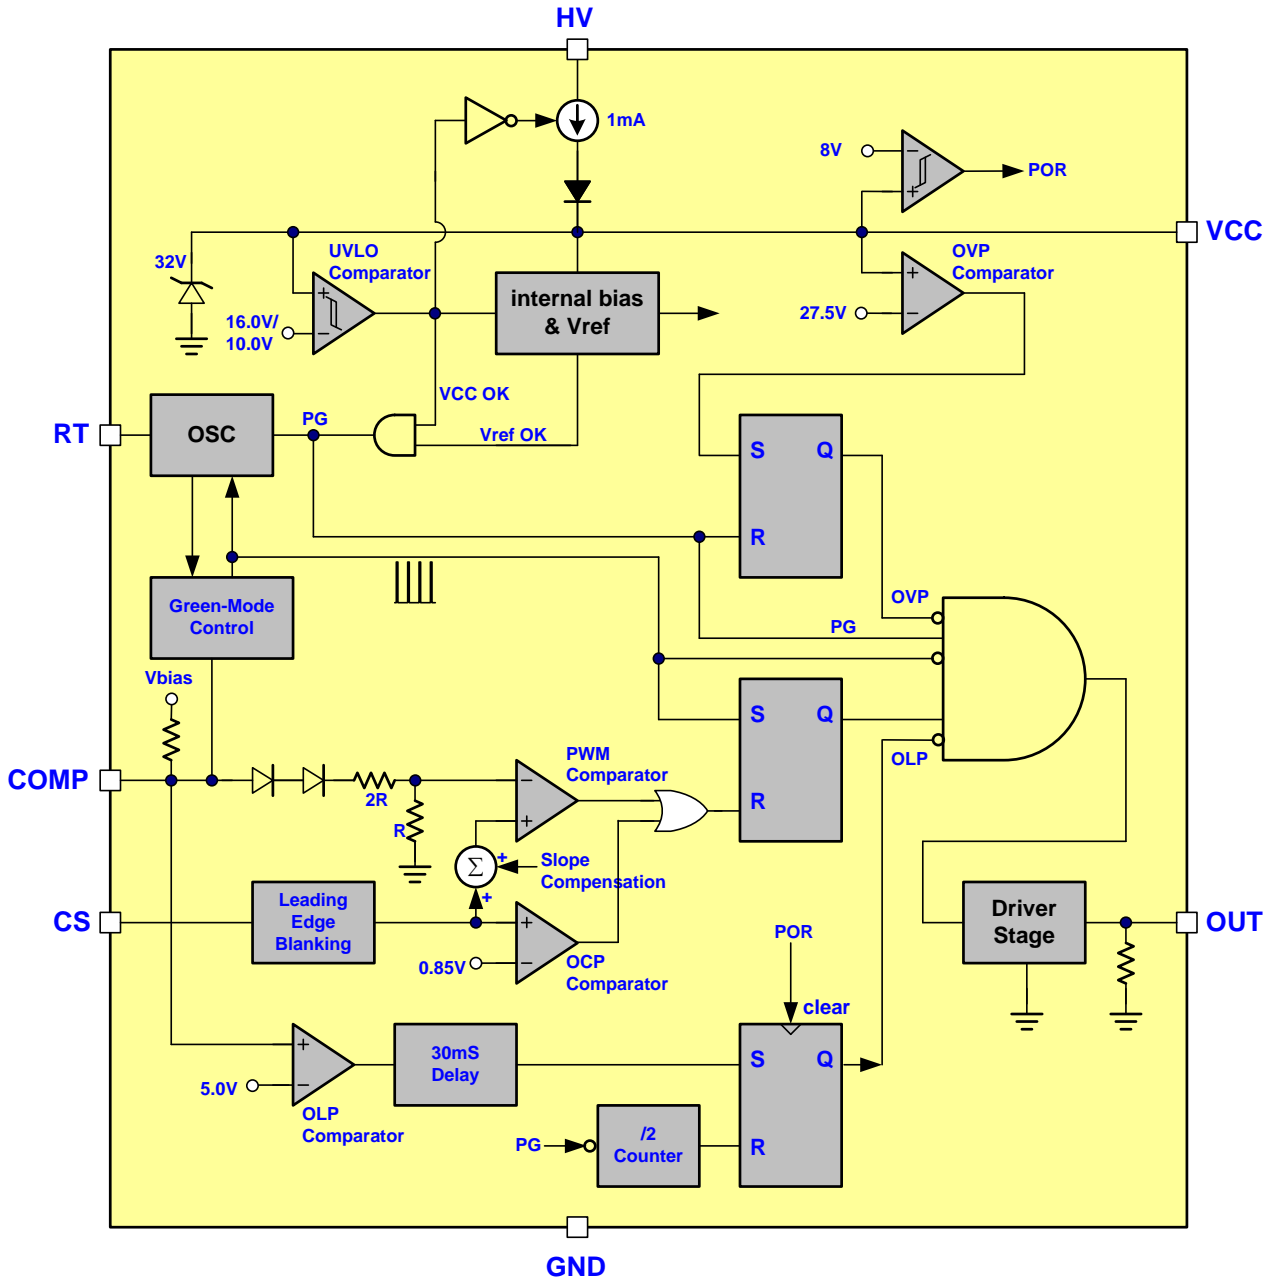 HV
1mA
8V
POR
VCC
UVLO
Comparator
OVP
Comparator
32V
internal bias
& Vref
16.0V/
10.0V
27.5V
VCC OK
PG
RT
OSC
Vref OK
S
Q
R
Green-Mode
Control
OVP
PG
Vbias
S
Q
OLP
PWM
Comparator
COMP
2R
R
R
Σ
+
Slope
Compensation
+
Leading
Edge
Blanking
CS
Driver
Stage
OUT
POR
0.85V
OCP
Comparator
clear
30mS
Delay
S
Q
5.0V
OLP
Comparator
/2
Counter
PG
R
GND